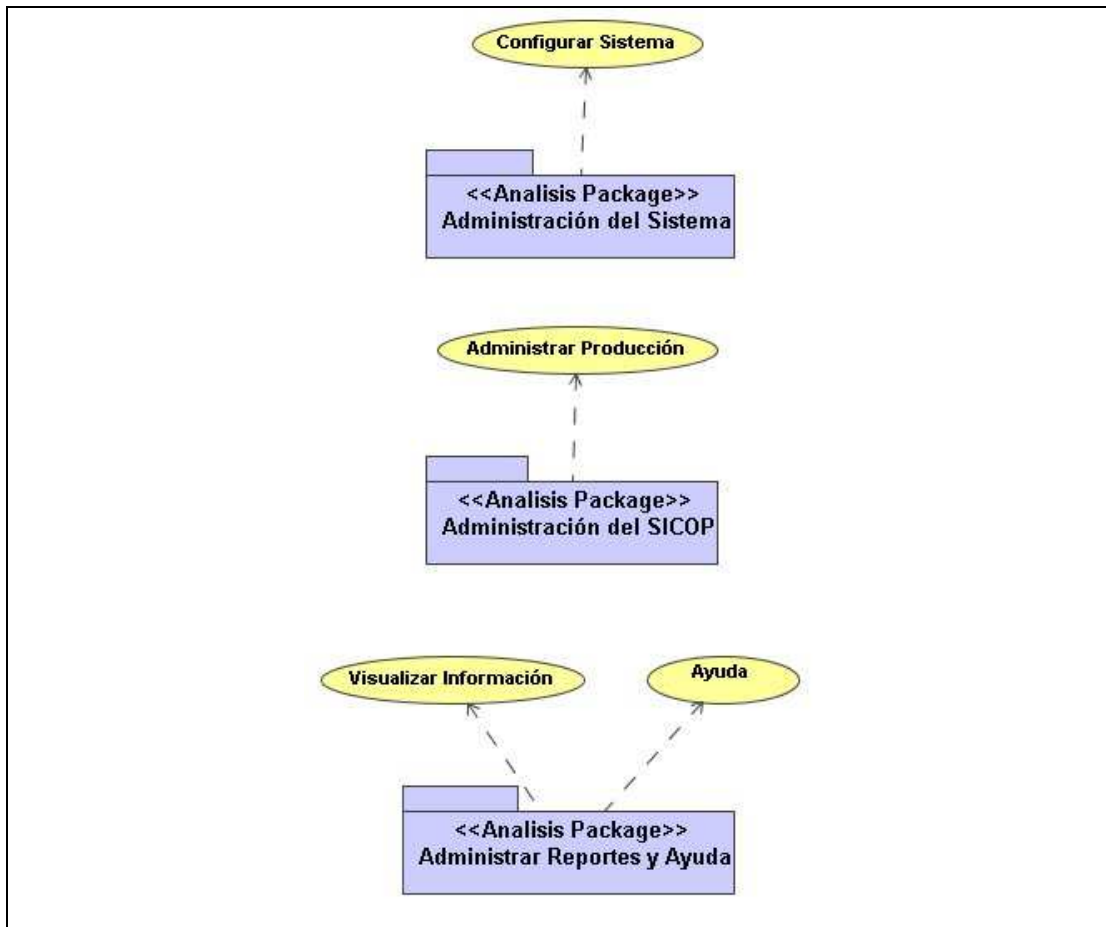 Configurar Sistema
<<Analisis Package>>
Administración del Sistema
Administrar Producción
<<Analisis Package>>
Administración del SICOP
Visualizar Información
Ayuda
<<Analisis Package>>
Administrar Reportes y Ayuda